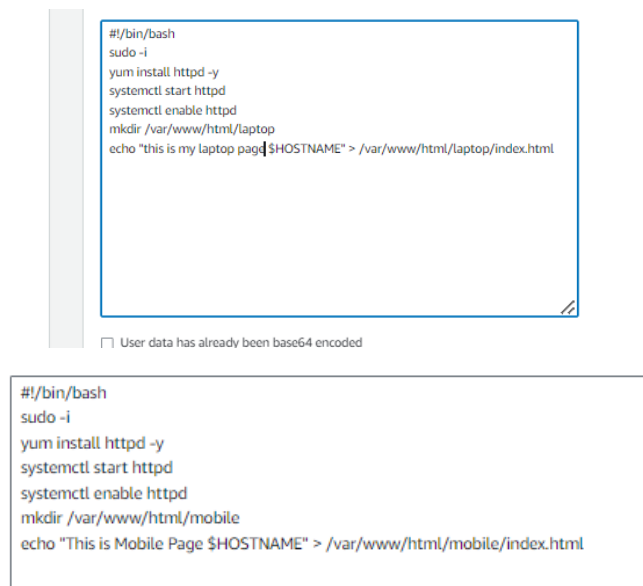 #!/bin/bash
sudo -i
yum install httpd -y
systemctl start httpd
systemctl enable httpd
mkdir /var/www/html/laptop
echo "this is my laptop page $HOSTNAME" > /var/www/html/laptop/index.html
User data has already been base64 encoded
#!/bin/bash
sudo -i
yum install httpd -y
systemctl start httpd
systemctl enable httpd
mkdir /var/www/html/mobile
echo "This is Mobile Page $HOSTNAME" > /var/www/html/mobile/index.html